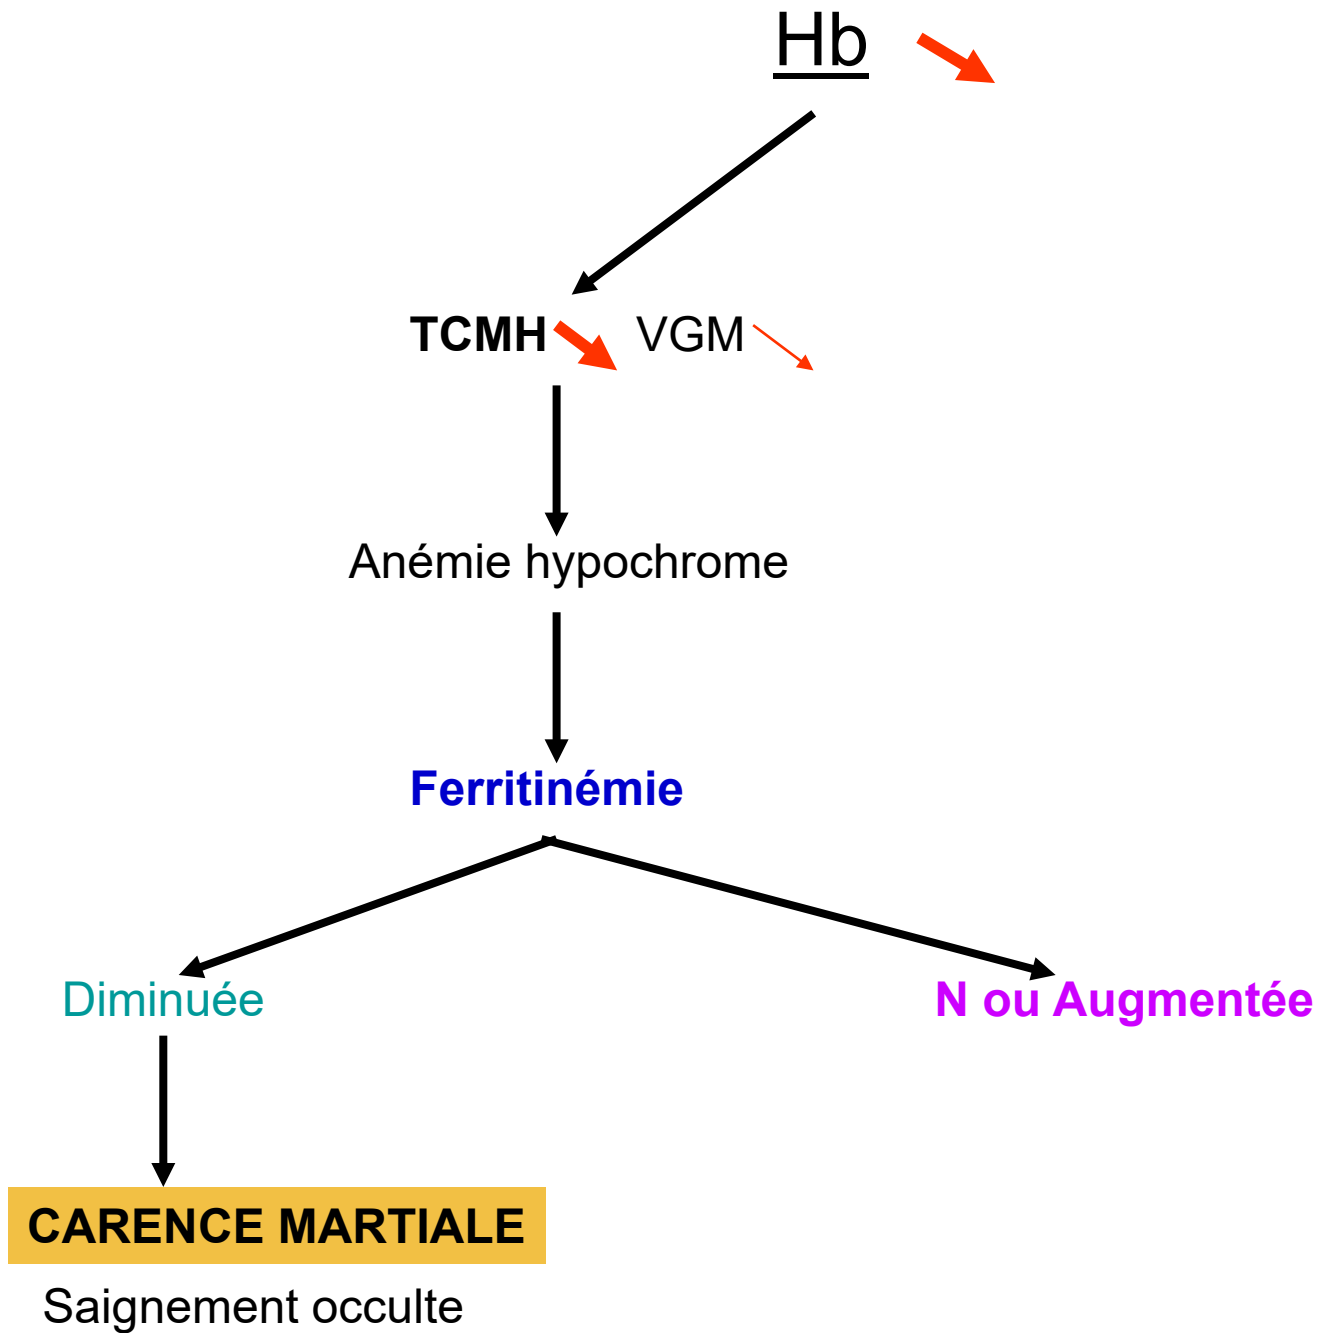 Hb
TCMH VGM
Anémie hypochrome
Ferritinémie
Diminuée N ou Augmentée
CARENCE MARTIALE
Saignement occulte